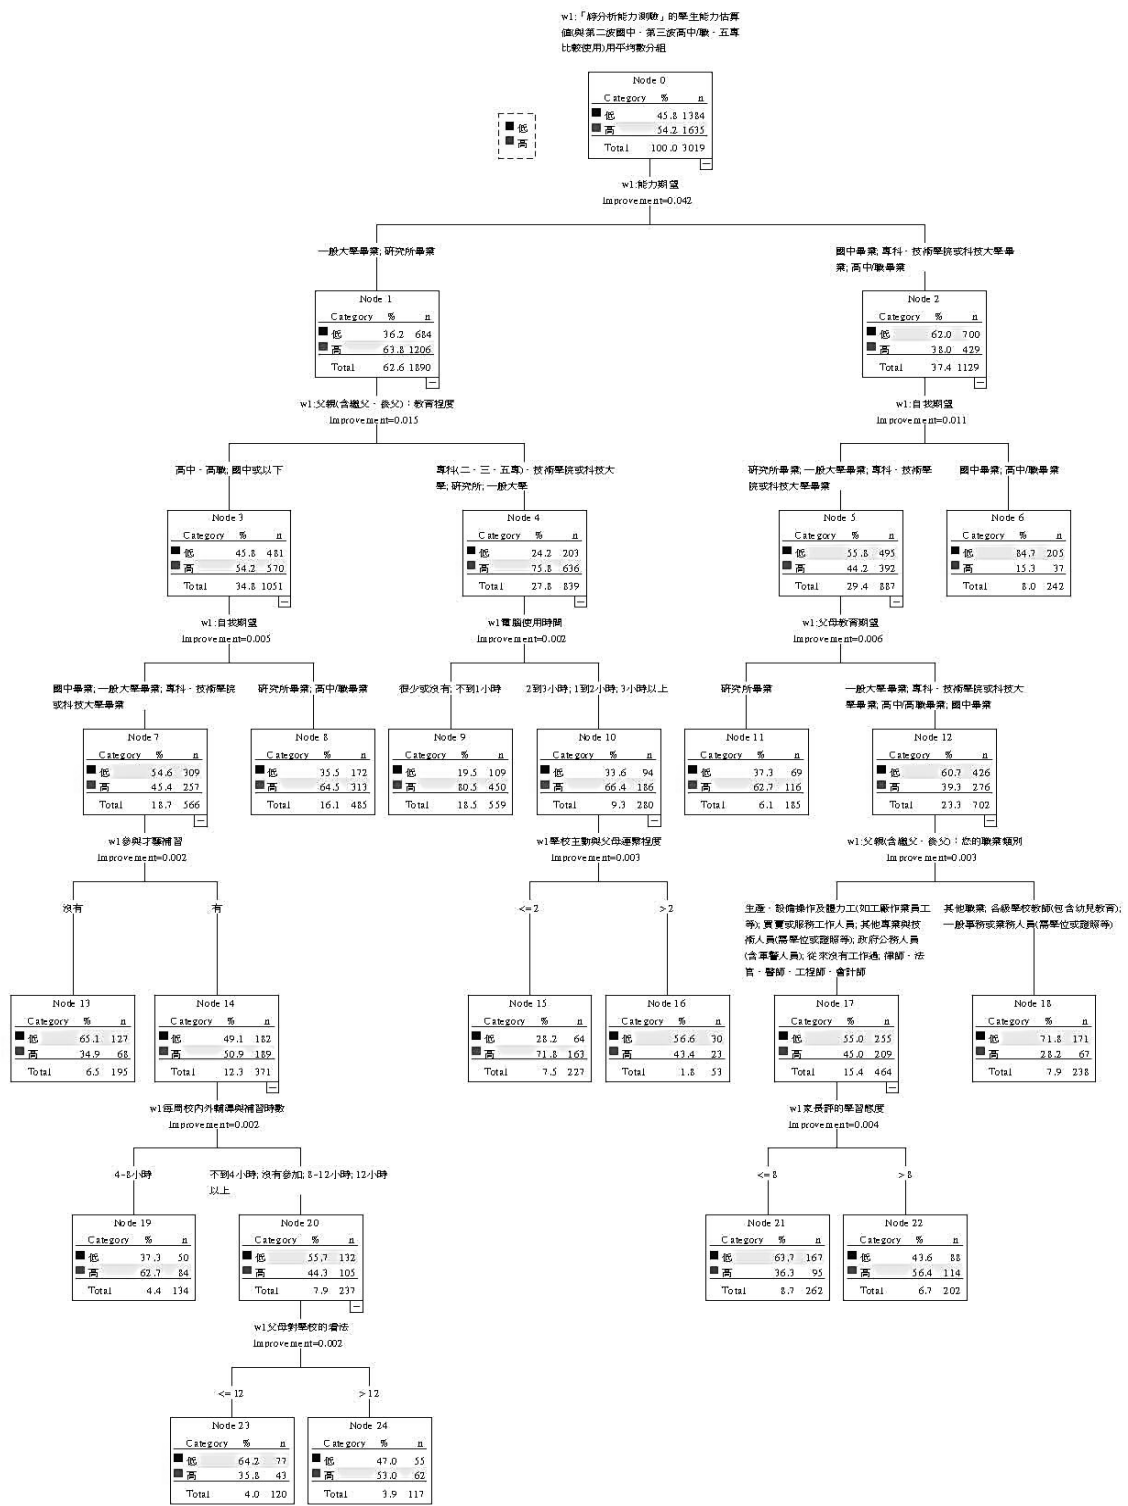 w1:「綜分析能力測驗」的學生能力估算
值(與第二波國中、第三波高中/職、五專
比較使用)用平均數分組
Node 0
Category % n
低 45.8 1384
高 54.2 1635
Total 100.0 3019
低
高
w1:能力期望
Improvement=0.042
一般大學畢業; 研究所畢業
國中畢業; 專科、技術學院或科技大學畢
業; 高中/職畢業
Node 1
Category % n
低 36.2 684
高 63.8 1206
Total 62.6 1890
Node 2
Category % n
低 62.0 700
高 38.0 429
Total 37.4 1129
w1:父親(含繼父、養父)：教育程度
Improvement=0.015
w1:自我期望
Improvement=0.011
高中、高職; 國中或以下
專科(二、三、五專)、技術學院或科技大
學; 研究所; 一般大學
研究所畢業; 一般大學畢業; 專科、技術學
院或科技大學畢業
國中畢業; 高中/職畢業
Node 3
Category % n
低 45.8 481
高 54.2 570
Total 34.8 1051
Node 4
Category % n
低 24.2 203
高 75.8 636
Total 27.8 839
Node 5
Category % n
低 55.8 495
高 44.2 392
Total 29.4 887
Node 6
Category % n
低 84.7 205
高 15.3 37
Total 8.0 242
w1:自我期望
Improvement=0.005
w1電腦使用時間
Improvement=0.002
w1:父母教育期望
Improvement=0.006
國中畢業; 一般大學畢業; 專科、技術學院
或科技大學畢業
研究所畢業; 高中/職畢業
很少或沒有; 不到1小時
2到3小時; 1到2小時; 3小時以上
研究所畢業
一般大學畢業; 專科、技術學院或科技大
學畢業; 高中/高職畢業; 國中畢業
Node 7
Category % n
低 54.6 309
高 45.4 257
Total 18.7 566
Node 8
Category % n
低 35.5 172
高 64.5 313
Total 16.1 485
Node 9
Category % n
低 19.5 109
高 80.5 450
Total 18.5 559
Node 10
Category % n
低 33.6 94
高 66.4 186
Total 9.3 280
Node 11
Category % n
低 37.3 69
高 62.7 116
Total 6.1 185
Node 12
Category % n
低 60.7 426
高 39.3 276
Total 23.3 702
w1參與才藝補習
Improvement=0.002
w1學校主動與父母連繫程度
Improvement=0.003
w1:父親(含繼父、養父)：您的職業類別
Improvement=0.003
沒有
有
<=2
>2
生產、設備操作及體力工(如工廠作業員工
等); 買賣或服務工作人員; 其他專業與技
術人員(需學位或證照等); 政府公務人員
(含軍警人員); 從來沒有工作過; 律師、法
官、醫師、工程師、會計師
其他職業; 各級學校教師(包含幼兒教育);
一般事務或業務人員(需學位或證照等)
Node 13
Category % n
低 65.1 127
高 34.9 68
Total 6.5 195
Node 14
Category % n
低 49.1 182
高 50.9 189
Total 12.3 371
Node 15
Category % n
低 28.2 64
高 71.8 163
Total 7.5 227
Node 16
Category % n
低 56.6 30
高 43.4 23
Total 1.8 53
Node 17
Category % n
低 55.0 255
高 45.0 209
Total 15.4 464
Node 18
Category % n
低 71.8 171
高 28.2 67
Total 7.9 238
w1每周校內外輔導與補習時數
Improvement=0.002
w1家長評的學習態度
Improvement=0.004
4-8小時
不到4小時; 沒有參加; 8-12小時; 12小時
以上
<=8
>8
Node 19
Category % n
低 37.3 50
高 62.7 84
Total 4.4 134
Node 20
Category % n
低 55.7 132
高 44.3 105
Total 7.9 237
Node 21
Category % n
低 63.7 167
高 36.3 95
Total 8.7 262
Node 22
Category % n
低 43.6 88
高 56.4 114
Total 6.7 202
w1父母對學校的看法
Improvement=0.002
<=12
>12
Node 23
Category % n
低 64.2 77
高 35.8 43
Total 4.0 120
Node 24
Category % n
低 47.0 55
高 53.0 62
Total 3.9 117